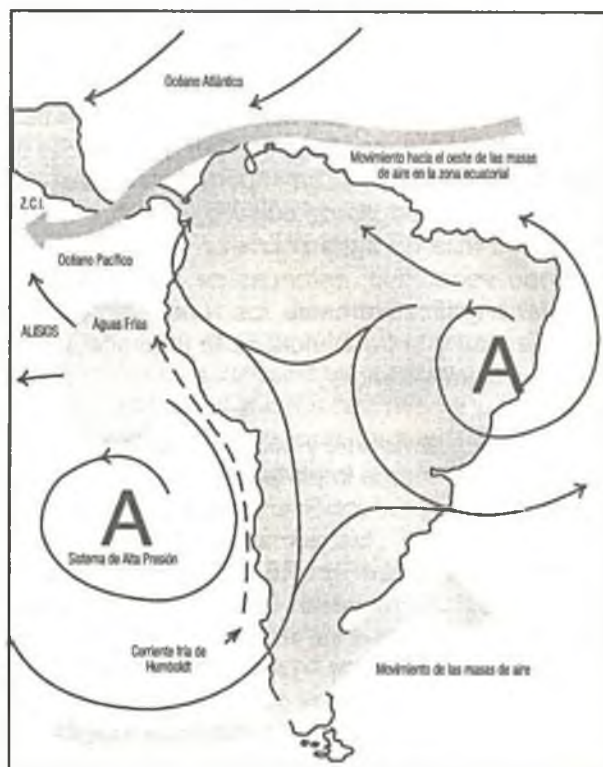 Océano Atlántico
Movimiento hacia el oeste de las masas
de aire en la zona ecuatorial
Z.C.I.
Océano Pacífico
ALISOS
Aguas Frías
A
A
Sistema de Alta Presión
Corriente fría de
Humboldt
Movimiento de las masas de aire